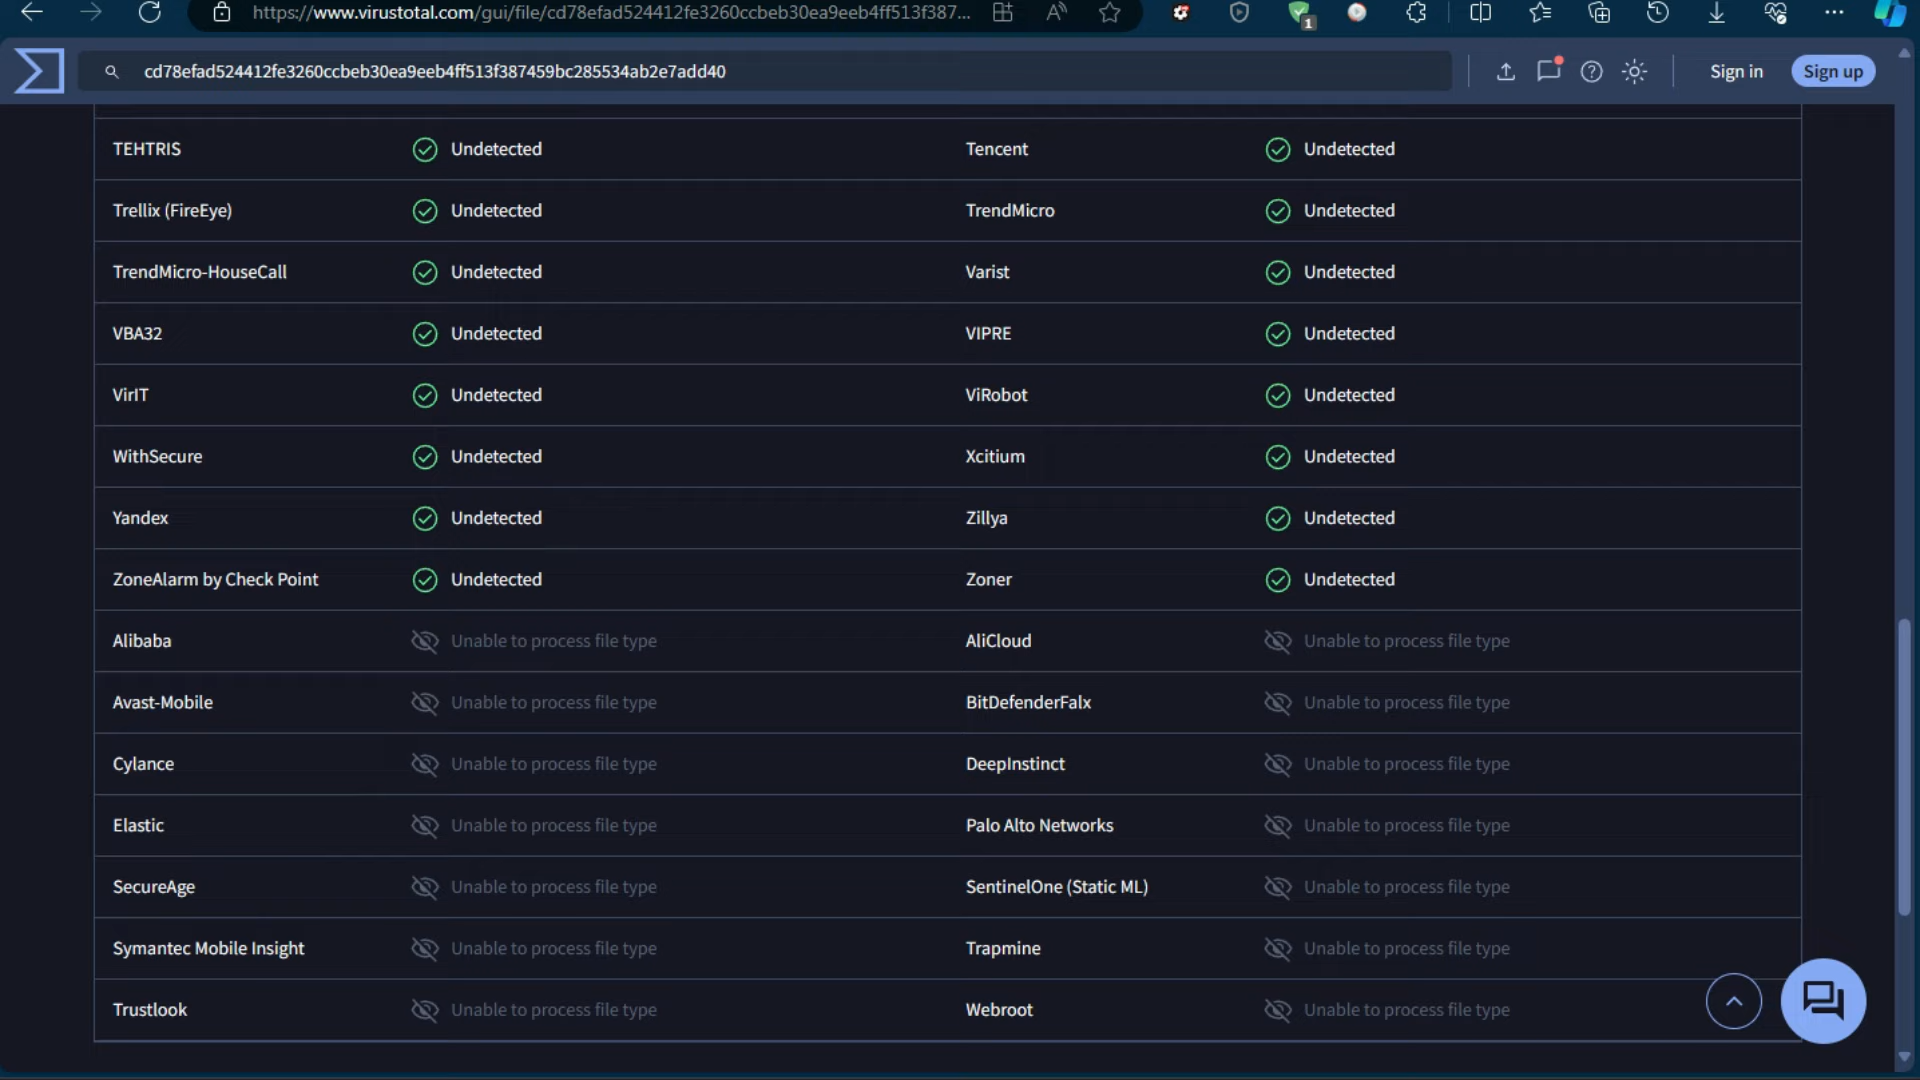 https://www.virustotal.com/gui/file/cd78efad524412fe3260ccbeb30ea9eeb4ff513f387...
1
cd78efad524412fe3260ccbeb30ea9eeb4ff513f387459bc285534ab2e7add40
Sign in
Sign up
TEHTRIS Undetected Tencent Undetected
Trellix (FireEye) Undetected TrendMicro Undetected
TrendMicro-HouseCall Undetected Varist Undetected
VBA32 Undetected VIPRE Undetected
VirIT Undetected ViRobot Undetected
WithSecure Undetected Xcitium Undetected
Yandex Undetected Zillya Undetected
ZoneAlarm by Check Point Undetected Zoner Undetected
Alibaba Unable to process file type AliCloud Unable to process file type
Avast-Mobile Unable to process file type BitDefenderFalx Unable to process file type
Cylance Unable to process file type DeepInstinct Unable to process file type
Elastic Unable to process file type Palo Alto Networks Unable to process file type
SecureAge Unable to process file type SentinelOne (Static ML) Unable to process file type
Symantec Mobile Insight Unable to process file type Trapmine Unable to process file type
Trustlook Unable to process file type Webroot Unable to process file type